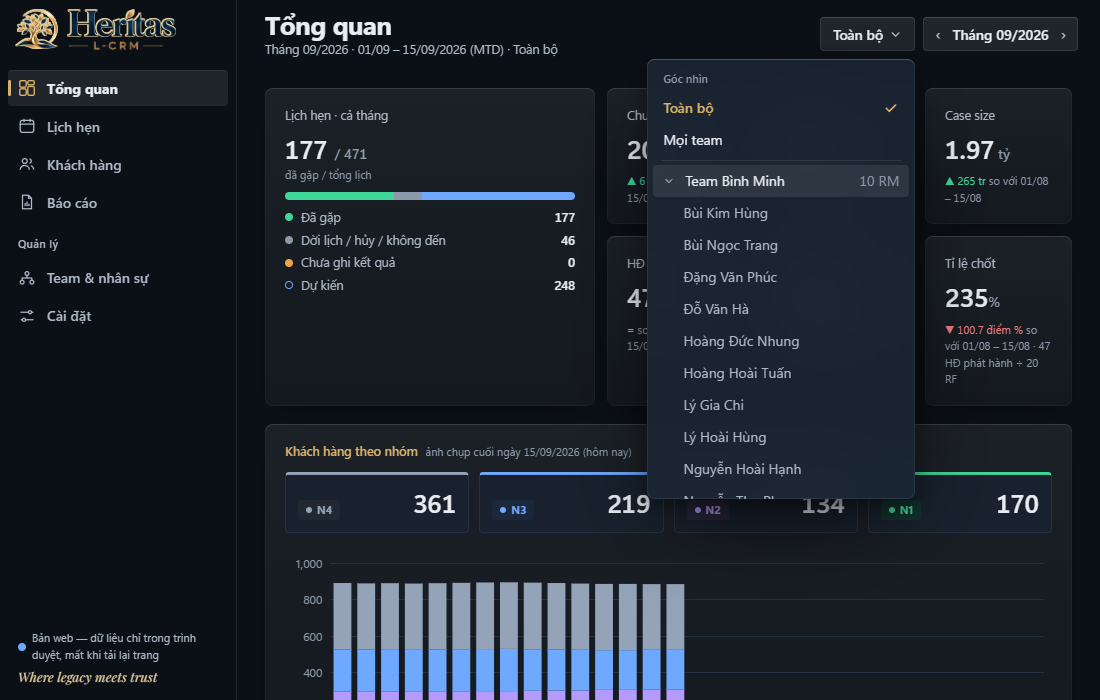 Heritas
L-CRM
Tổng quan
Lịch hẹn
Khách hàng
Báo cáo
Quản lý
Team & nhân sự
Cài đặt
Bản web — dữ liệu chỉ trong trình
duyệt, mất khi tải lại trang
Where legacy meets trust
Tổng quan
Tháng 09/2026 · 01/09 – 15/09/2026 (MTD) · Toàn bộ
Toàn bộ
‹ Tháng 09/2026 ›
Góc nhìn
Toàn bộ
Mọi team
Team Bình Minh 10 RM
Bùi Kim Hùng
Bùi Ngọc Trang
Đặng Văn Phúc
Đỗ Văn Hà
Hoàng Đức Nhung
Hoàng Hoài Tuấn
Lý Gia Chi
Lý Hoài Hùng
Nguyễn Hoài Hạnh
Lịch hẹn · cả tháng
177 / 471
đã gặp / tổng lịch
Đã gặp 177
Dời lịch / hủy / không đến 46
Chưa ghi kết quả 0
Dự kiến 248
HĐ
47
Case size
1.97 tỷ
▲ 265 tr so với 01/08
– 15/08
Tỉ lệ chốt
235%
▼ 100.7 điểm % so
với 01/08 – 15/08 · 47
HĐ phát hành ÷ 20
RF
Khách hàng theo nhóm ảnh chụp cuối ngày 15/09/2026 (hôm nay)
N4 361
N3 219
N2 134
N1 170
1,000
800
600
400